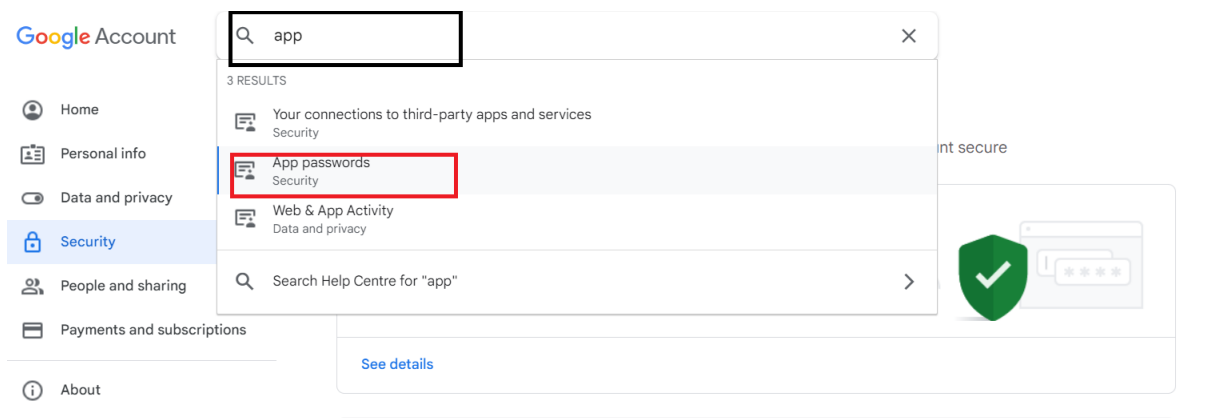 Google Account
app
3 RESULTS
Your connections to third-party apps and services
Security
App passwords
Security
Web & App Activity
Data and privacy
Search Help Centre for "app"
Home
Personal info
Data and privacy
Security
People and sharing
Payments and subscriptions
About
secure
See details